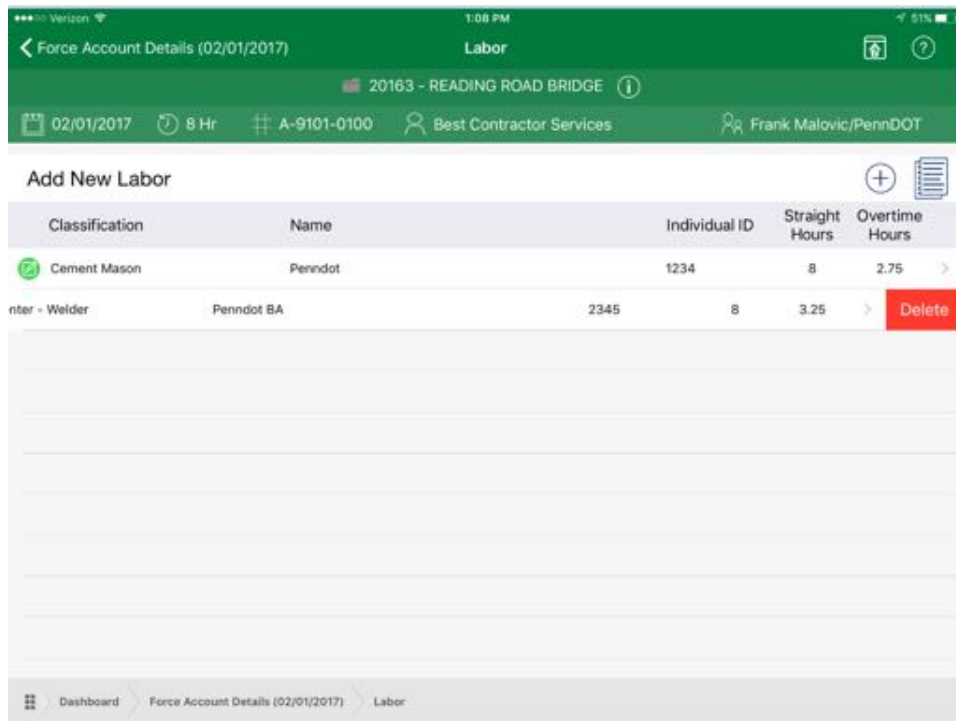 Verizon 1:08 PM 51%
Force Account Details (02/01/2017) Labor ?
20163 - READING ROAD BRIDGE i
02/01/2017 8 Hr A-9101-0100 Best Contractor Services Frank Malovic/PennDOT
Add New Labor
Classification Name Individual ID Straight Hours Overtime Hours
Cement Mason Penndot 1234 8 2.75
nter - Welder Penndot BA 2345 8 3.25 Delete
Dashboard Force Account Details (02/01/2017) Labor